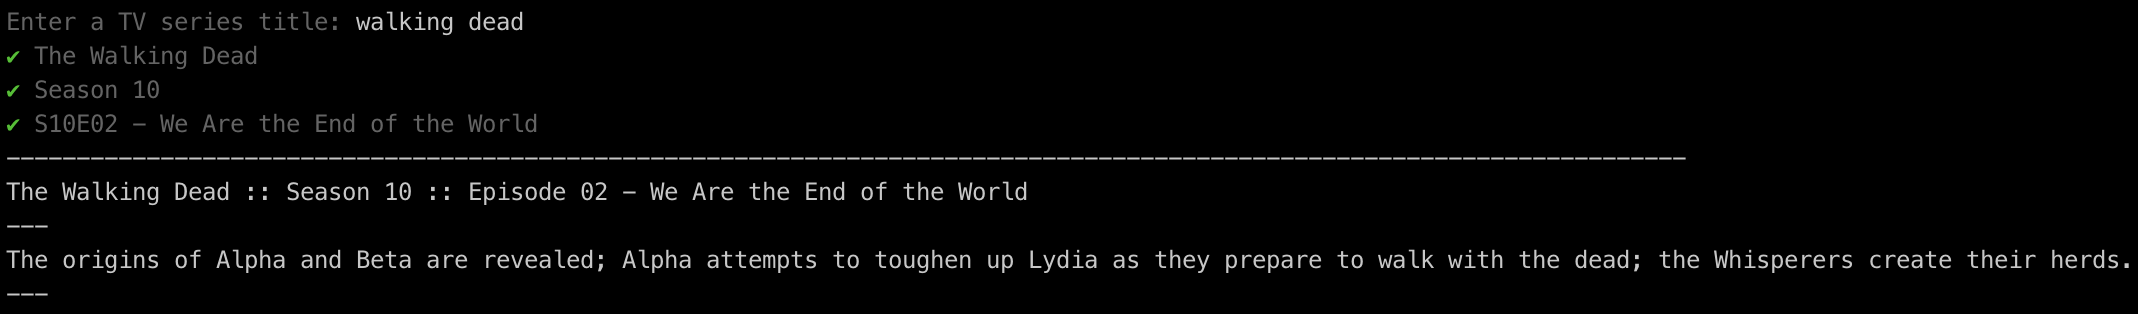 Enter a TV series title: walking dead
✔ The Walking Dead
✔ Season 10
✔ S10E02 – We Are the End of the World
------------------------------------------------------------------------------------------------------------------------
The Walking Dead :: Season 10 :: Episode 02 – We Are the End of the World
---
The origins of Alpha and Beta are revealed; Alpha attempts to toughen up Lydia as they prepare to walk with the dead; the Whisperers create their herds.
---